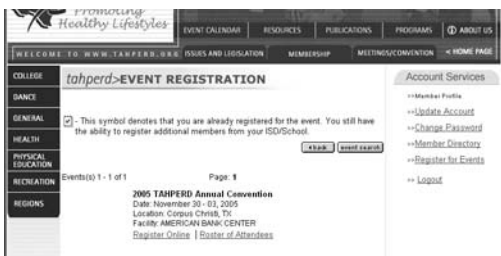 Promoting
Healthy Lifestyles
EVENT CALENDAR
RESOURCES
PUBLICATIONS
PROGRAMS
ABOUT US
WELCOME TO WWW.TAHPERD.ORG
ISSUES AND LEGISLATION
MEMBERSHIP
MEETINGS/CONVENTION
< HOME PAGE
COLLEGE
DANCE
GENERAL
HEALTH
PHYSICAL
EDUCATION
RECREATION
REGIONS
tahperd>EVENT REGISTRATION
- This symbol denotes that you are already registered for the event. You still have
the ability to register additional members from your ISD/School.
back
event search
Events(s) 1 - 1 of 1
Page: 1
2005 TAHPERD Annual Convention
Date: November 30 - 03, 2005
Location: Corpus Christi, TX
Facility: AMERICAN BANK CENTER
Register Online | Roster of Attendees
Account Services
>>Member Profile
>>Update Account
>>Change Password
>>Member Directory
>>Register for Events
>> Logout